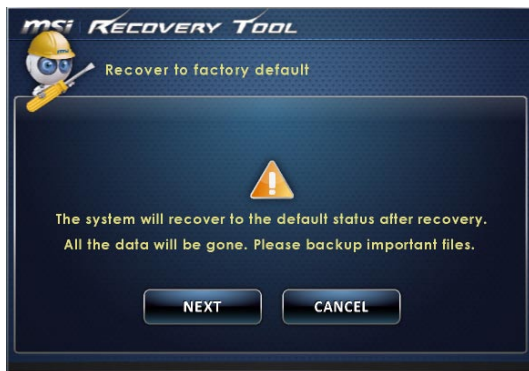 msi RECOVERY TOOL
Recover to factory default
The system will recover to the default status after recovery.
All the data will be gone. Please backup important files.
NEXT
CANCEL